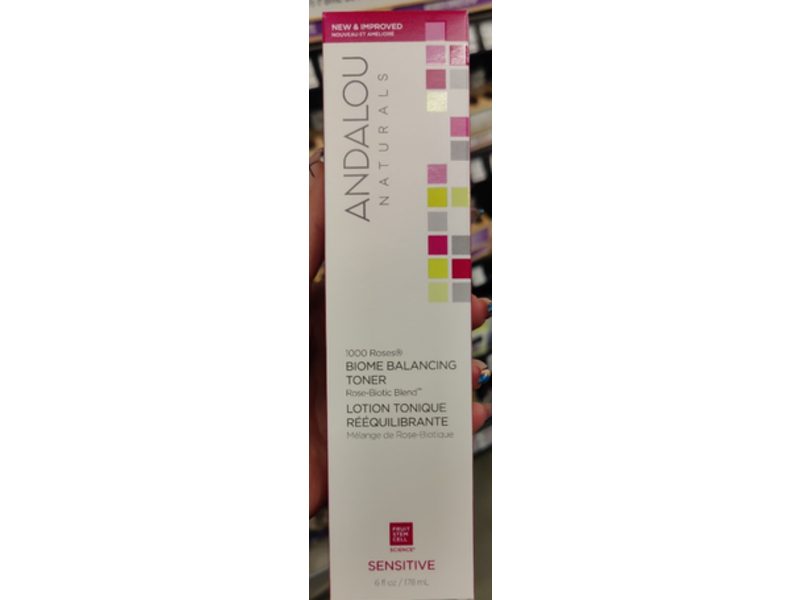 NEW & IMPROVED
NOUVEAU ET AMÉLIORÉ
ANDALOU
NATURALS
1000 Roses®
BIOME BALANCING
TONER
Rose-Biotic Blend™
LOTION TONIQUE
RÉÉQUILIBRANTE
Mélange de Rose-Biotique
FRUIT
STEM
CELL
SCIENCE®
SENSITIVE
6 fl oz / 178 mL